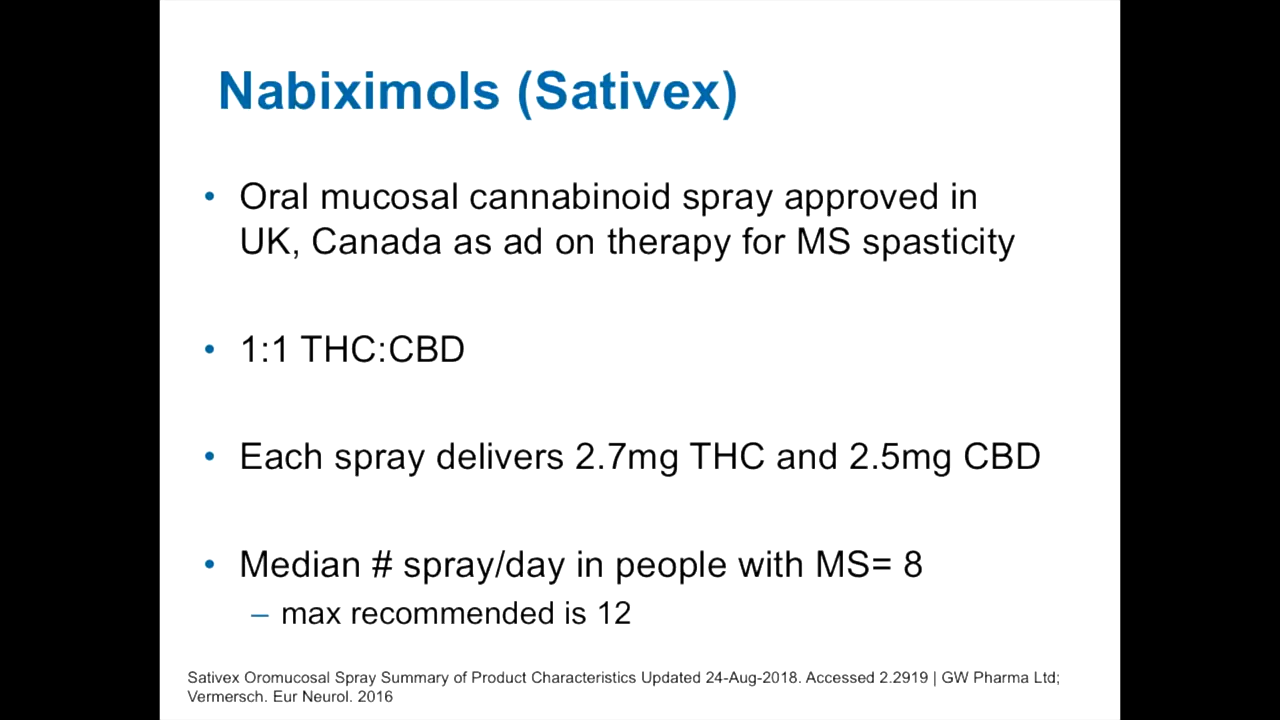 Nabiximols (Sativex)
• Oral mucosal cannabinoid spray approved in
UK, Canada as ad on therapy for MS spasticity
• 1:1 THC:CBD
• Each spray delivers 2.7mg THC and 2.5mg CBD
• Median # spray/day in people with MS= 8
– max recommended is 12
Sativex Oromucosal Spray Summary of Product Characteristics Updated 24-Aug-2018. Accessed 2.2919 | GW Pharma Ltd;
Vermersch. Eur Neurol. 2016